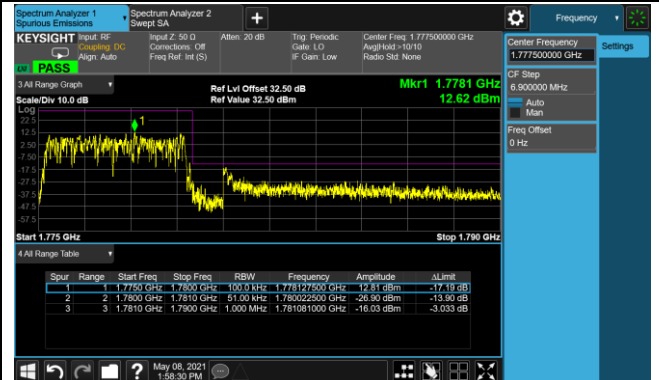 Spectrum Analyzer 1
Spurious Emissions
Spectrum Analyzer 2
Swept SA
+
Frequency
KEYSIGHT
Input: RF
Coupling: DC
Align: Auto
Input Z: 50 Ω
Corrections: Off
Freq Ref: Int (S)
Atten: 20 dB
Trig: Periodic
Gate: LO
IF Gain: Low
Center Freq: 1.777500000 GHz
Avg|Hold:>10/10
Radio Std: None
LXI
PASS
Center Frequency
1.777500000 GHz
Settings
CF Step
6.900000 MHz
Auto
Man
Freq Offset
0 Hz
3 All Range Graph
Scale/Div 10.0 dB
Ref Lvl Offset 32.50 dB
Ref Value 32.50 dBm
Mkr1 1.7781 GHz
12.62 dBm
Log
22.5
12.5
2.50
-7.50
-17.5
-27.5
-37.5
-47.5
-57.5
1
Start 1.775 GHz
Stop 1.790 GHz
4 All Range Table
Spur Range Start Freq Stop Freq RBW Frequency Amplitude ΔLimit
1 1 1.7750 GHz 1.7800 GHz 100.0 kHz 1.778127500 GHz 12.81 dBm -17.19 dB
2 2 1.7800 GHz 1.7810 GHz 51.00 kHz 1.780022500 GHz -26.90 dBm -13.90 dB
3 3 1.7810 GHz 1.7900 GHz 1.000 MHz 1.781081000 GHz -16.03 dBm -3.033 dB
?
May 08, 2021
1:58:30 PM